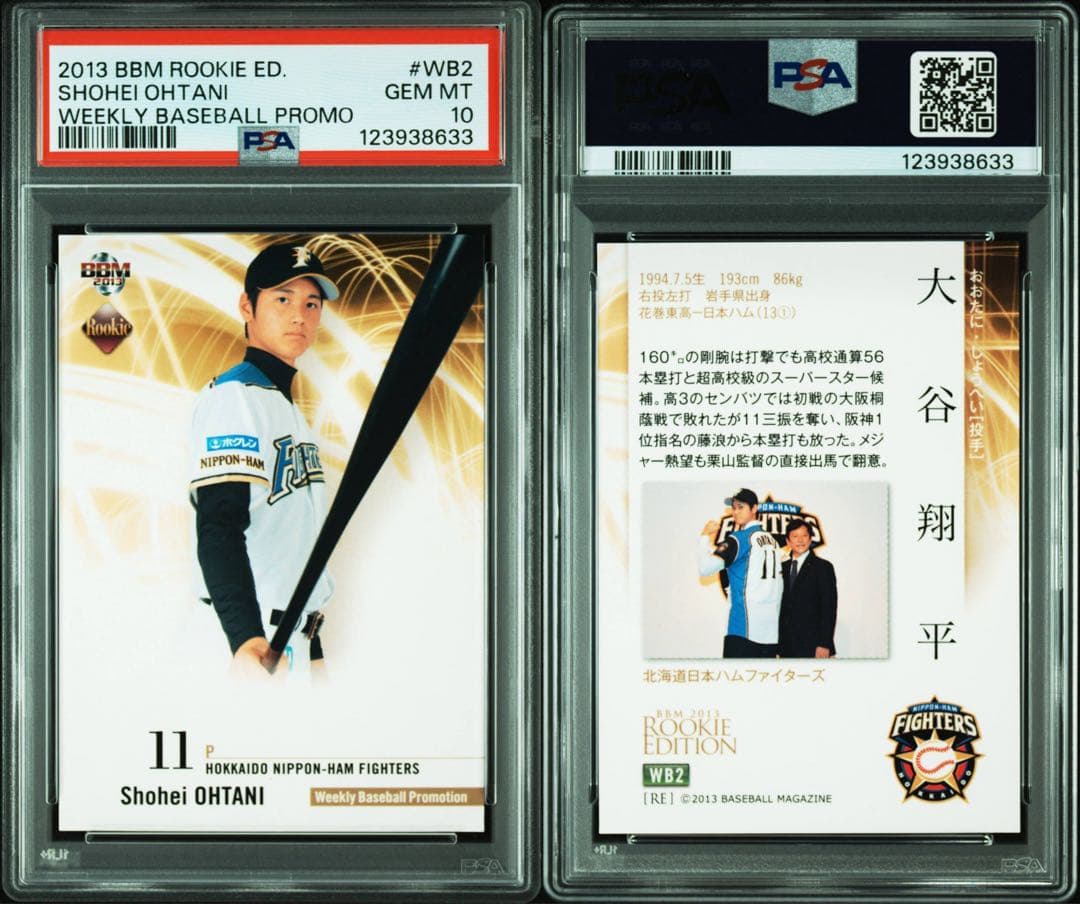 2013 BBM ROOKIE ED.
#WB2
SHOHEI OHTANI
GEM MT
WEEKLY BASEBALL PROMO
10
PSA
123938633
BBM
2013
Rookie
ホクレン
NIPPON-HAM
11
P
HOKKAIDO NIPPON-HAM FIGHTERS
Shohei OHTANI
Weekly Baseball Promotion
PSA
PSA
PSA
123938633
1994.7.5生 193cm 86kg
右投左打 岩手県出身
花巻東高ー日本ハム(13①)
160㌔の剛腕は打撃でも高校通算56
本塁打と超高校級のスーパースター候
補。高3のセンバツでは初戦の大阪桐
蔭戦で敗れたが11三振を奪い、阪神1
位指名の藤浪から本塁打も放った。メジ
ャー熱望も栗山監督の直接出馬で翻意。
大谷翔平
おおたに・しょうへい[投手]
NIPPON-HAM
FIGHTERS
11
北海道日本ハムファイターズ
BBM 2013
ROOKIE
EDITION
WB2
[RE] ©2013 BASEBALL MAGAZINE
NIPPON-HAM
FIGHTERS
HOKKAIDO
PSA